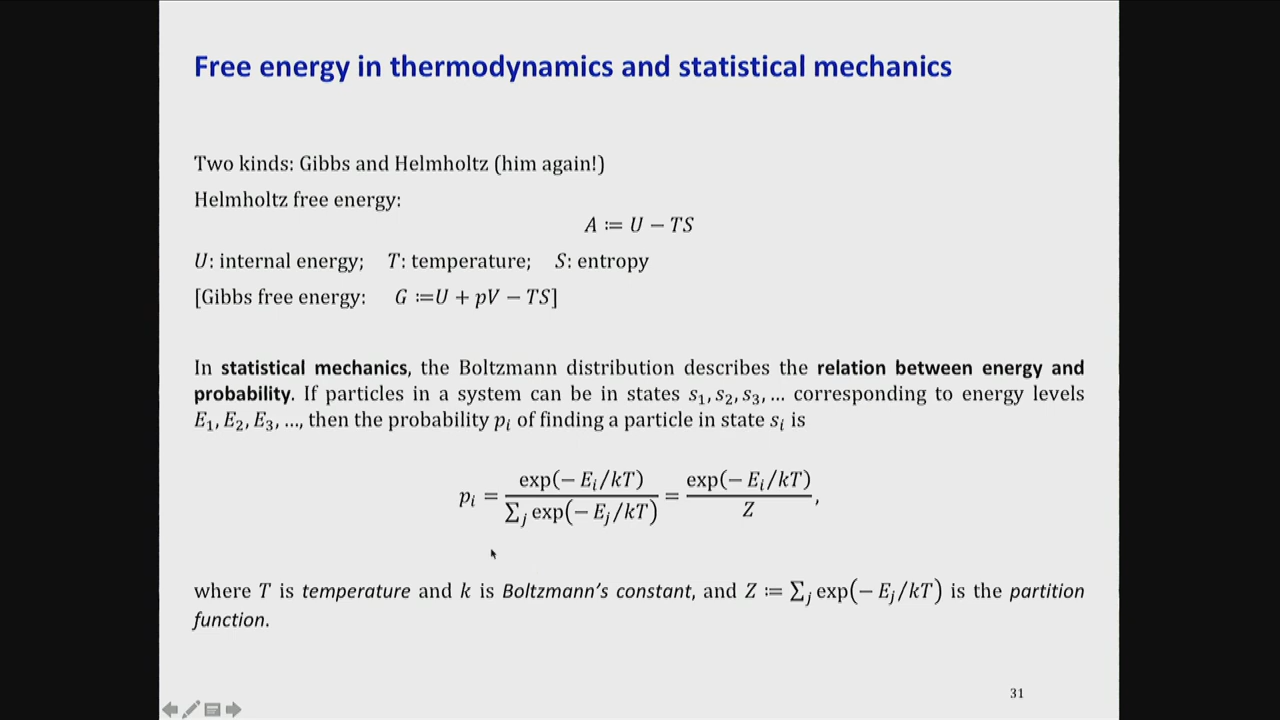 Free energy in thermodynamics and statistical mechanics
Two kinds: Gibbs and Helmholtz (him again!)
Helmholtz free energy:
A ≔ U − TS
U: internal energy; T: temperature; S: entropy
[Gibbs free energy: G ≔U + pV − TS]
In statistical mechanics, the Boltzmann distribution describes the relation between energy and
probability. If particles in a system can be in states s₁, s₂, s₃, … corresponding to energy levels
E₁, E₂, E₃, …, then the probability pᵢ of finding a particle in state sᵢ is
pᵢ = exp(− Eᵢ/kT) / ∑ⱼ exp(− Eⱼ/kT) = exp(− Eᵢ/kT) / Z,
where T is temperature and k is Boltzmann's constant, and Z ≔ ∑ⱼ exp(− Eⱼ/kT) is the partition
function.
31